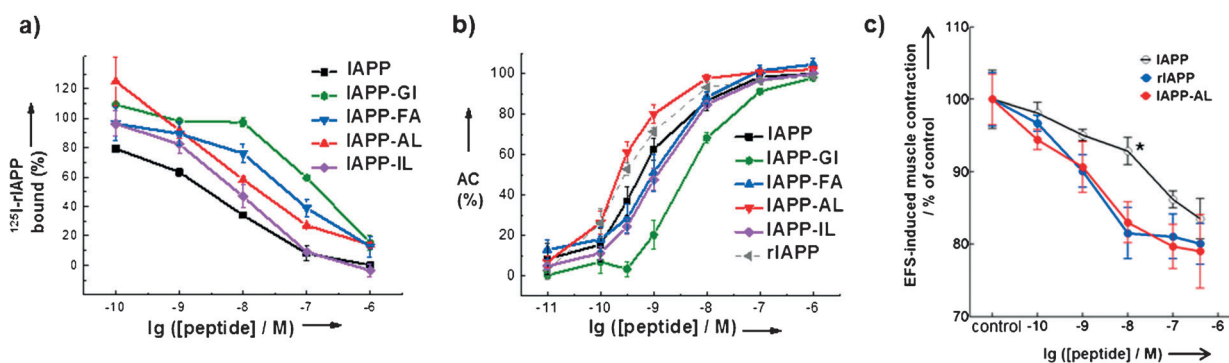 a)
125I-rIAPP
bound (%)
120
100
80
60
40
20
0
-10
-9
-8
-7
-6
lg ([peptide] / M)
IAPP
IAPP-GI
IAPP-FA
IAPP-AL
IAPP-IL
b)
AC
(%)
100
80
60
40
20
0
-11
-10
-9
-8
-7
-6
lg ([peptide] / M)
IAPP
IAPP-GI
IAPP-FA
IAPP-AL
IAPP-IL
rIAPP
c)
EFS-induced muscle contraction
/ % of control
110
100
90
80
70
control
-10
-9
-8
-7
-6
lg ([peptide] / M)
IAPP
rIAPP
IAPP-AL
*